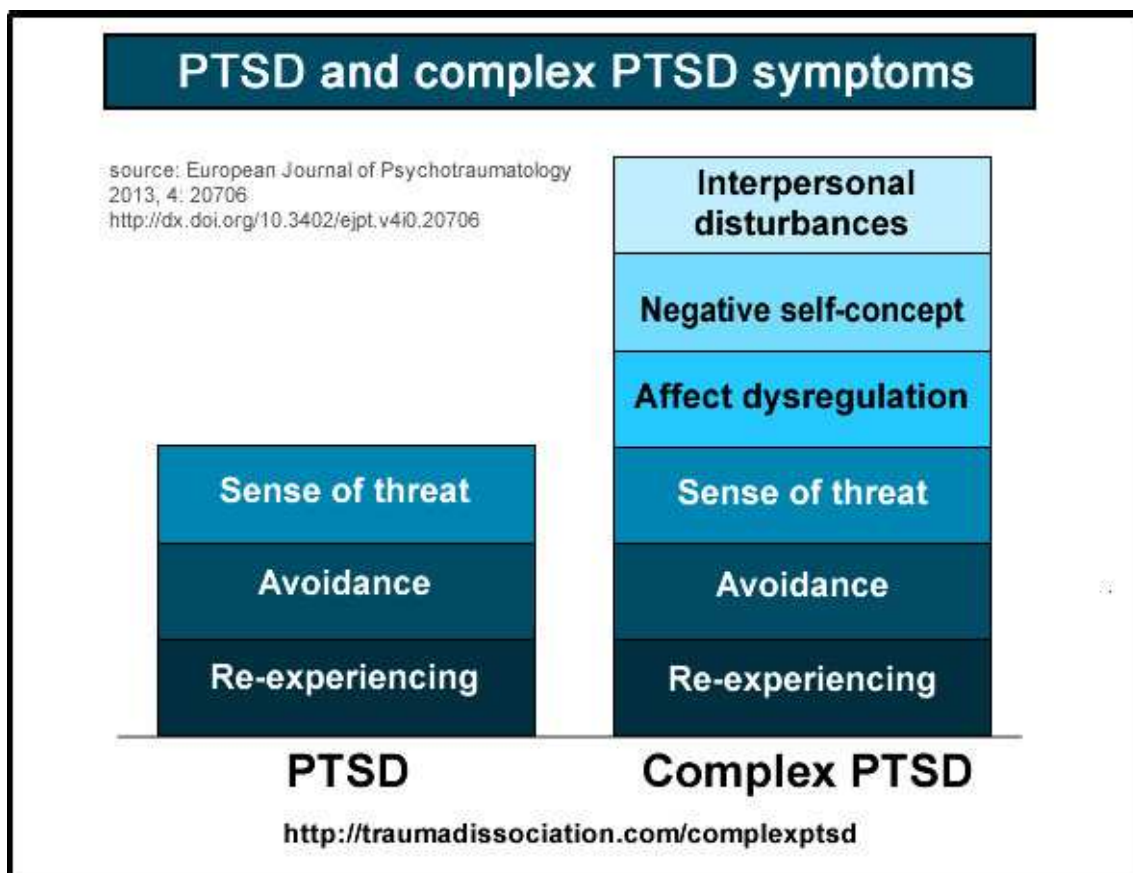 PTSD and complex PTSD symptoms
source: European Journal of Psychotraumatology
2013, 4: 20706
http://dx.doi.org/10.3402/ejpt.v4i0.20706
Sense of threat
Avoidance
Re-experiencing
PTSD
Interpersonal
disturbances
Negative self-concept
Affect dysregulation
Sense of threat
Avoidance
Re-experiencing
Complex PTSD
http://traumadissociation.com/complexptsd